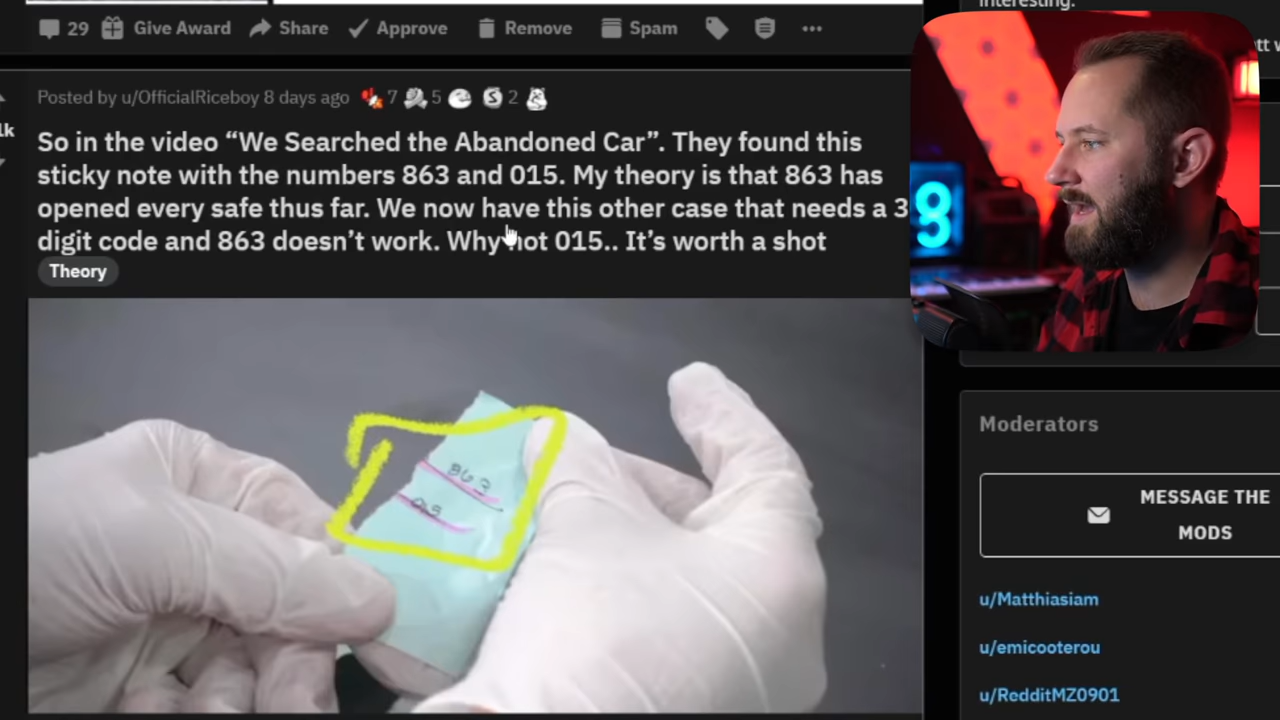 interesting.
29 Give Award Share Approve Remove Spam
tt w
Posted by u/OfficialRiceboy 8 days ago 7 5 S 2
lk
So in the video “We Searched the Abandoned Car”. They found this
sticky note with the numbers 863 and 015. My theory is that 863 has
opened every safe thus far. We now have this other case that needs a 3
digit code and 863 doesn’t work. Why not 015.. It’s worth a shot
Theory
863
Moderators
MESSAGE THE
MODS
u/Matthiasiam
u/emicooterou
u/RedditMZ0901